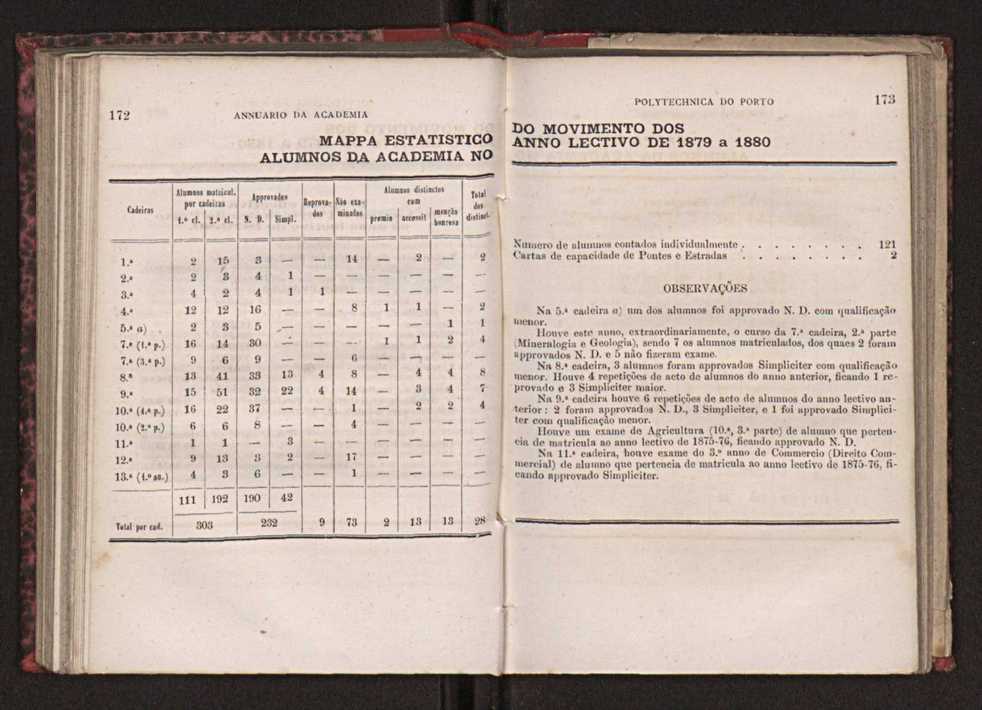 172
ANNUARIO DA ACADEMIA
MAPPA ESTATISTICO
ALUMNOS DA ACADEMIA NO
Cadeiras | Alumnos matricul. por cadeiras | Approvados | Reprovados | Não examinados | Alumnos distinctos com | Total dos distinct.
1.ª cl. | 2.ª cl. | N. D. | Simpl. | premio | accessit | menção honrosa
1.ª 2 15 3 — — 14 — 2 — 2
2.ª 2 3 4 1 — — — — — —
3.ª 4 2 4 1 1 — — — — —
4.ª 12 12 16 — — 8 1 1 — 2
5.ª a) 2 3 5 — — — — — 1 1
7.ª (1.ª p.) 16 14 30 — — — 1 1 2 4
7.ª (3.ª p.) 9 6 9 — — 6 — — — —
8.ª 13 41 33 13 4 8 — 4 4 8
9.ª 15 51 32 22 4 14 — 3 4 7
10.ª (1.ª p.) 16 22 37 — — 1 — 2 2 4
10.ª (2.ª p.) 6 6 8 — — 4 — — — —
11.ª 1 1 — 3 — — — — — —
12.ª 9 13 3 2 — 17 — — — —
13.ª (1.º an.) 4 3 6 — — 1 — — — —
111 192 190 42
Total por cad. 303 232 9 73 2 13 13 28
POLYTECHNICA DO PORTO
173
DO MOVIMENTO DOS
ANNO LECTIVO DE 1879 a 1880
Numero de alumnos contados individualmente . . . . . . . . 121
Cartas de capacidade de Pontes e Estradas . . . . . . . . 2
OBSERVAÇÕES
Na 5.ª cadeira a) um dos alumnos foi approvado N. D. com qualificação
menor.
Houve este anno, extraordinariamente, o curso da 7.ª cadeira, 2.ª parte
(Mineralogia e Geologia), sendo 7 os alumnos matriculados, dos quaes 2 foram
approvados N. D. e 5 não fizeram exame.
Na 8.ª cadeira, 3 alumnos foram approvados Simpliciter com qualificação
menor. Houve 4 repetições de acto de alumnos do anno anterior, ficando 1 re-
provado e 3 Simpliciter maior.
Na 9.ª cadeira houve 6 repetições de acto de alumnos do anno lectivo an-
terior: 2 foram approvados N. D., 3 Simpliciter, e 1 foi approvado Simplici-
ter com qualificação menor.
Houve um exame de Agricultura (10.ª, 3.ª parte) de alumno que perten-
cia de matricula ao anno lectivo de 1875-76, ficando approvado N. D.
Na 11.ª cadeira, houve exame do 3.º anno de Commercio (Direito Com-
mercial) de alumno que pertencia de matricula ao anno lectivo de 1875-76, fi-
cando approvado Simpliciter.